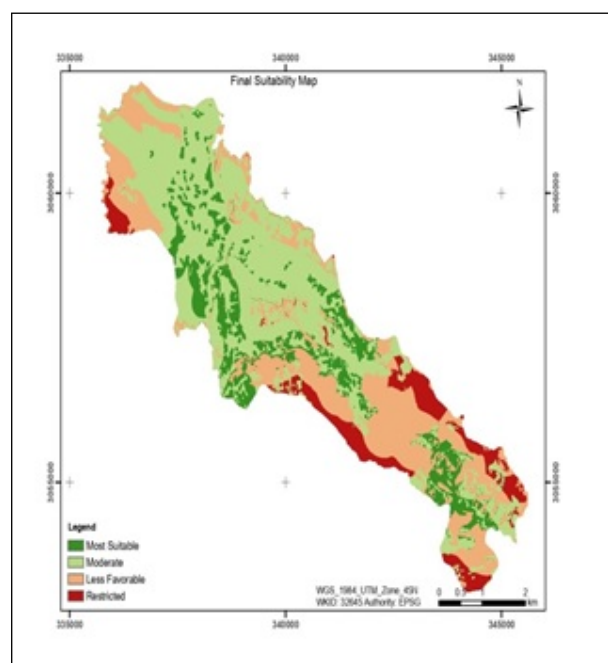 335000 340000 345000
Final Suitability Map
N
3060000 3060000
3055000 3055000
Legend
Most Suitable
Moderate
Less Favorable
Restricted
WGS_1984_UTM_Zone_45N
WKID: 32645 Authority: EPSG
0 0.5 1 2
km
335000 340000 345000